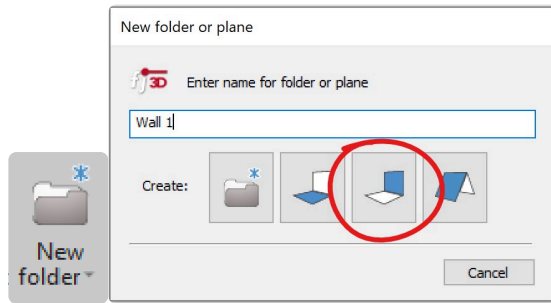 New folder or plane
fj3D
Enter name for folder or plane
Wall 1
Create:
New
folder
Cancel